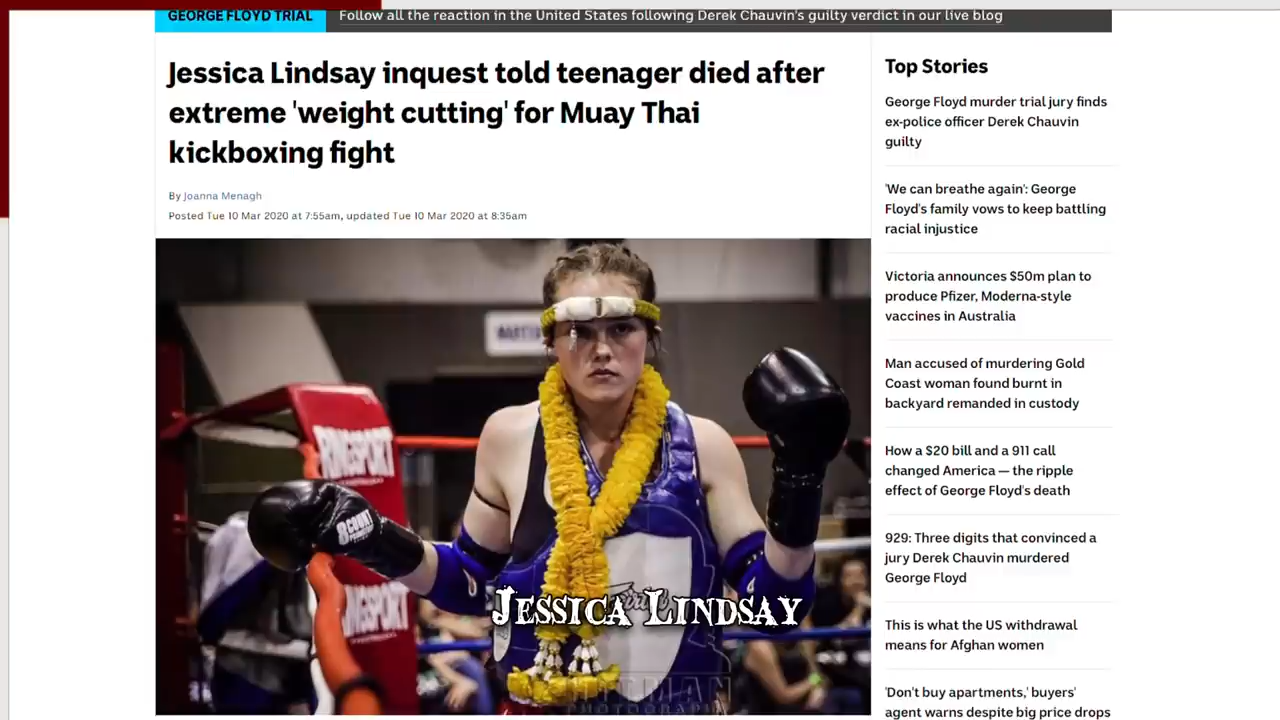 GEORGE FLOYD TRIAL
Follow all the reaction in the United States following Derek Chauvin's guilty verdict in our live blog
Jessica Lindsay inquest told teenager died after
extreme 'weight cutting' for Muay Thai
kickboxing fight
By Joanna Menagh
Posted Tue 10 Mar 2020 at 7:55am, updated Tue 10 Mar 2020 at 8:35am
RINGSPORT
8 COUNT
RINGSPORT
JESSICA LINDSAY
HITMAN
PHOTOGRAPHY
Top Stories
George Floyd murder trial jury finds
ex-police officer Derek Chauvin
guilty
'We can breathe again': George
Floyd's family vows to keep battling
racial injustice
Victoria announces $50m plan to
produce Pfizer, Moderna-style
vaccines in Australia
Man accused of murdering Gold
Coast woman found burnt in
backyard remanded in custody
How a $20 bill and a 911 call
changed America — the ripple
effect of George Floyd's death
929: Three digits that convinced a
jury Derek Chauvin murdered
George Floyd
This is what the US withdrawal
means for Afghan women
'Don't buy apartments,' buyers'
agent warns despite big price drops